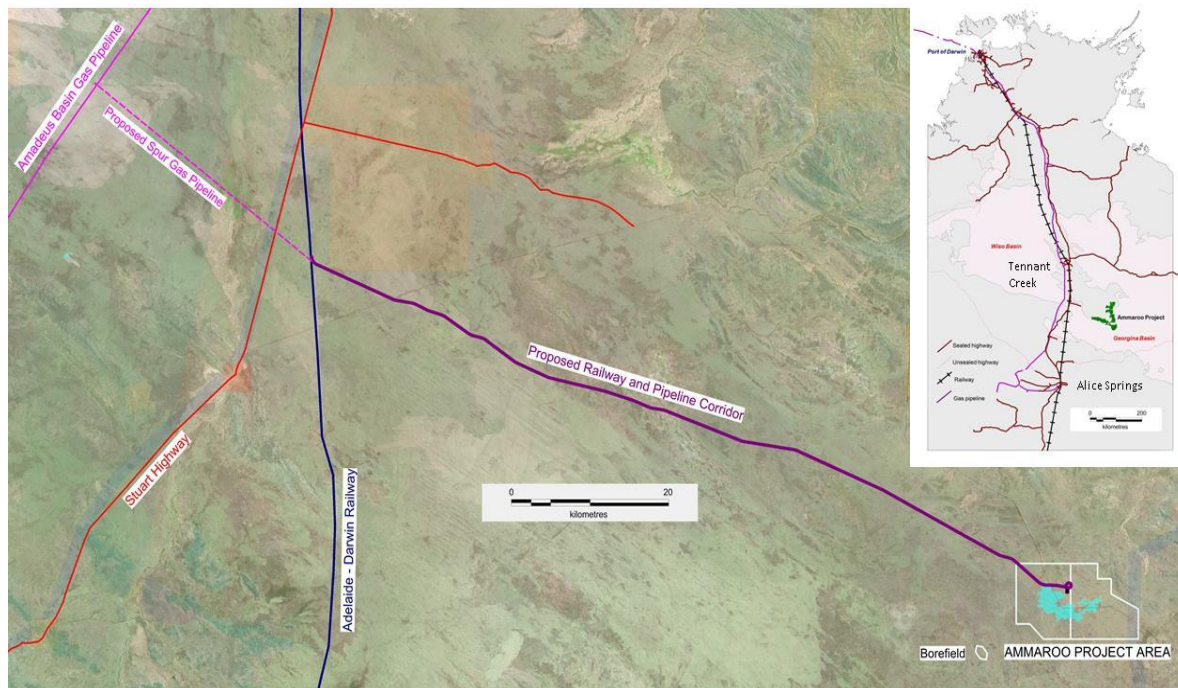 Amadeus Basin Gas Pipeline
Proposed Spur Gas Pipeline
Proposed Railway and Pipeline Corridor
Stuart Highway
Adelaide - Darwin Railway
0 20
kilometres
Borefield
AMMAROO PROJECT AREA
Port of Darwin
Wiso Basin
Tennant
Creek
Ammaroo Project
Georgina Basin
Sealed highway
Unsealed highway
Railway
Gas pipeline
Alice Springs
0 200
kilometres